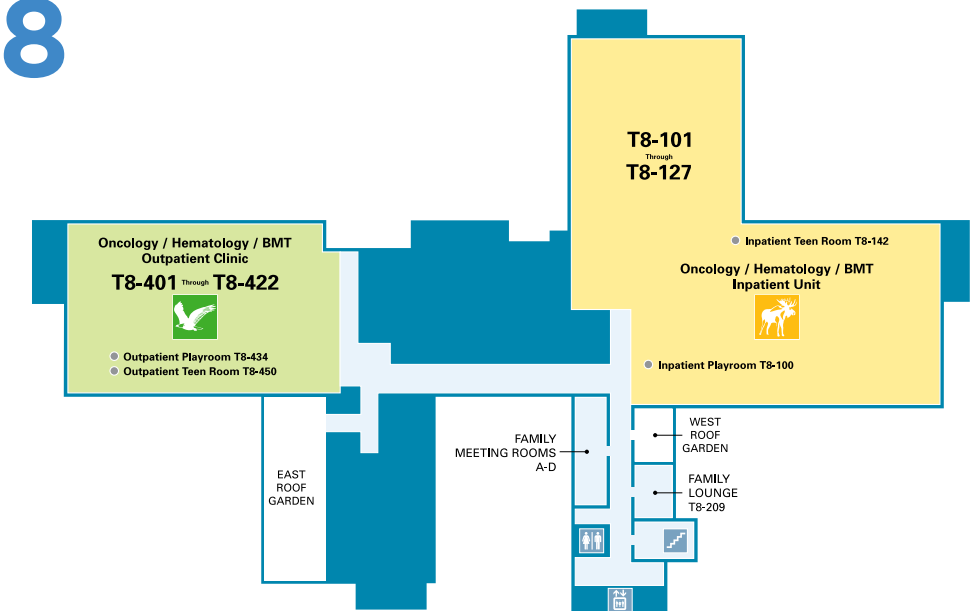 8
T8-101
Through
T8-127
Inpatient Teen Room T8-142
Oncology / Hematology / BMT
Inpatient Unit
Inpatient Playroom T8-100
Oncology / Hematology / BMT
Outpatient Clinic
T8-401 Through T8-422
Outpatient Playroom T8-434
Outpatient Teen Room T8-450
EAST
ROOF
GARDEN
FAMILY
MEETING ROOMS
A-D
WEST
ROOF
GARDEN
FAMILY
LOUNGE
T8-209